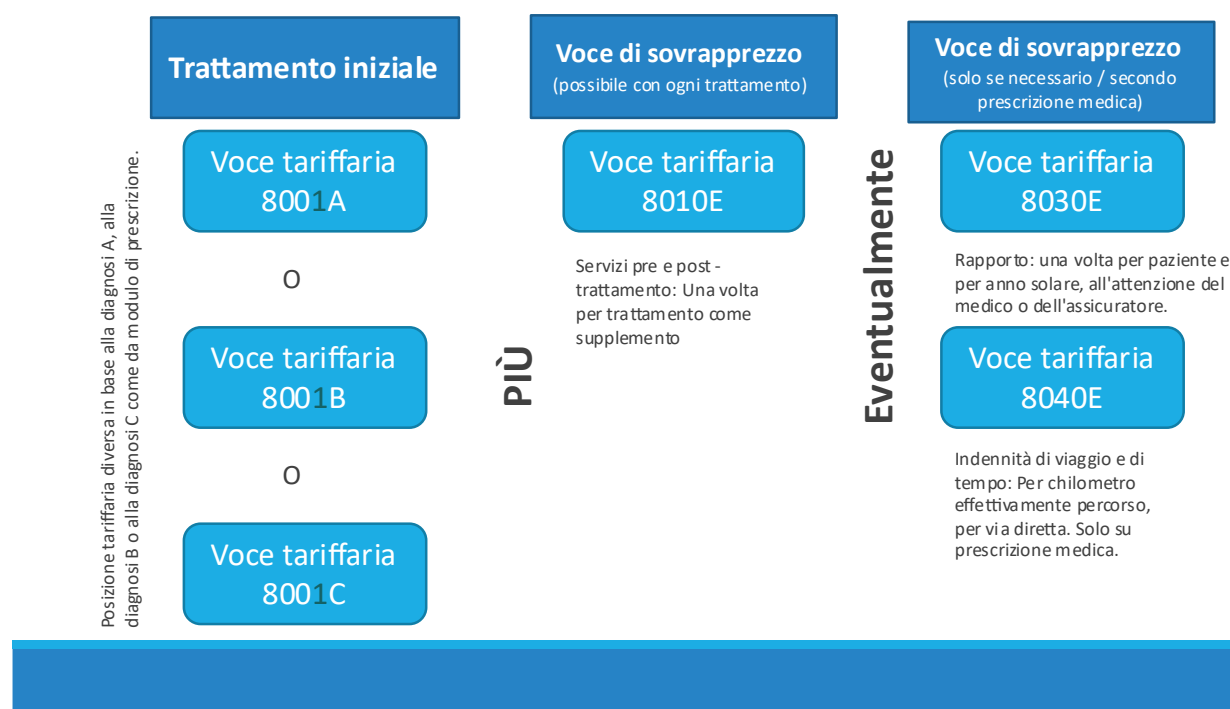 Trattamento iniziale
Posizione tariffaria diversa in base alla diagnosi A, alla
diagnosi B o alla diagnosi C come da modulo di prescrizione.
Voce tariffaria
8001A
O
Voce tariffaria
8001B
O
Voce tariffaria
8001C
PIÙ
Voce di sovrapprezzo
(possibile con ogni trattamento)
Voce tariffaria
8010E
Servizi pre e post -
trattamento: Una volta
per trattamento come
supplemento
Eventualmente
Voce di sovrapprezzo
(solo se necessario / secondo
prescrizione medica)
Voce tariffaria
8030E
Rapporto: una volta per paziente e
per anno solare, all'attenzione del
medico o dell'assicuratore.
Voce tariffaria
8040E
Indennità di viaggio e di
tempo: Per chilometro
effettivamente percorso,
per via diretta. Solo su
prescrizione medica.